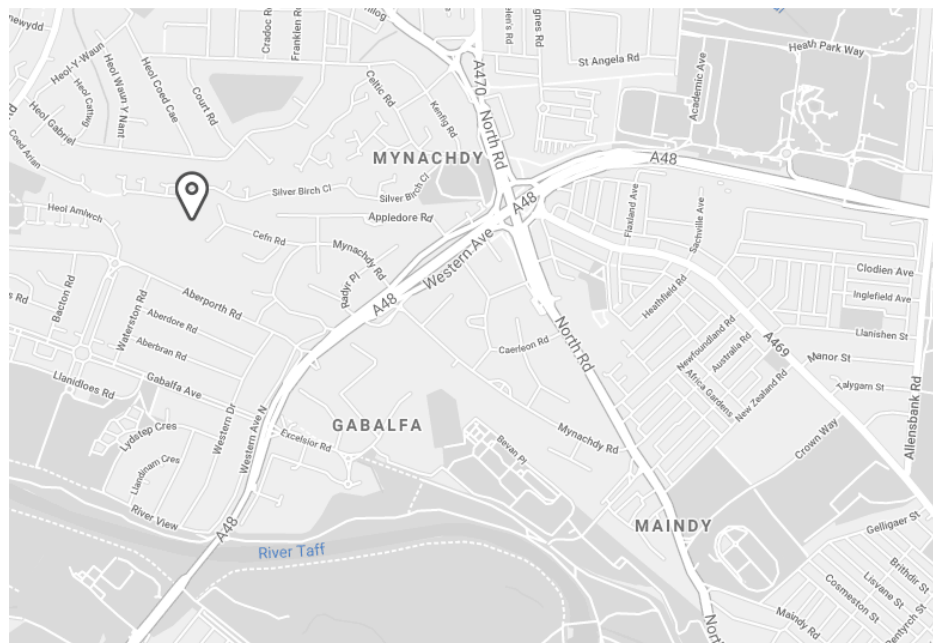 Heol-Y-Waun
Heol Waun Y Nant
Heol Cattwg
Heol Gabriel
Heol Coed Cae
Court Rd
Cradoc Rd
Franklen Rd
Coed Arian
Celtic Rd
Kenfig Rd
A470
North Rd
St Angela Rd
Academic Ave
Heath Park Way
A48
MYNACHDY
Silver Birch Cl
Silver Birch Cl
Appledore Rd
Heol Amlwch
Cefn Rd
Mynachdy Rd
Radyr Pl
A48
Western Ave
A48
Flaxland Ave
Sachville Ave
Clodien Ave
Inglefield Ave
Llanishen St
Heathfield Rd
Bacton Rd
Waterston Rd
Aberporth Rd
Aberdore Rd
Aberbran Rd
Gabalfa Ave
Llanidloes Rd
North Rd
Caerleon Rd
Newfoundland Rd
Australia Rd
Africa Gardens
New Zealand Rd
A469
Manor St
Talygarn St
Allensbank Rd
Crown Way
Lydstep Cres
Llandinam Cres
Western Dr
Western Ave N
Excelsior Rd
GABALFA
Bevan Pl
Mynachdy Rd
River View
A48
River Taff
MAINDY
Gelligaer St
Brithdir St
Lisvane St
Cosmeston St
Maindy Rd
North